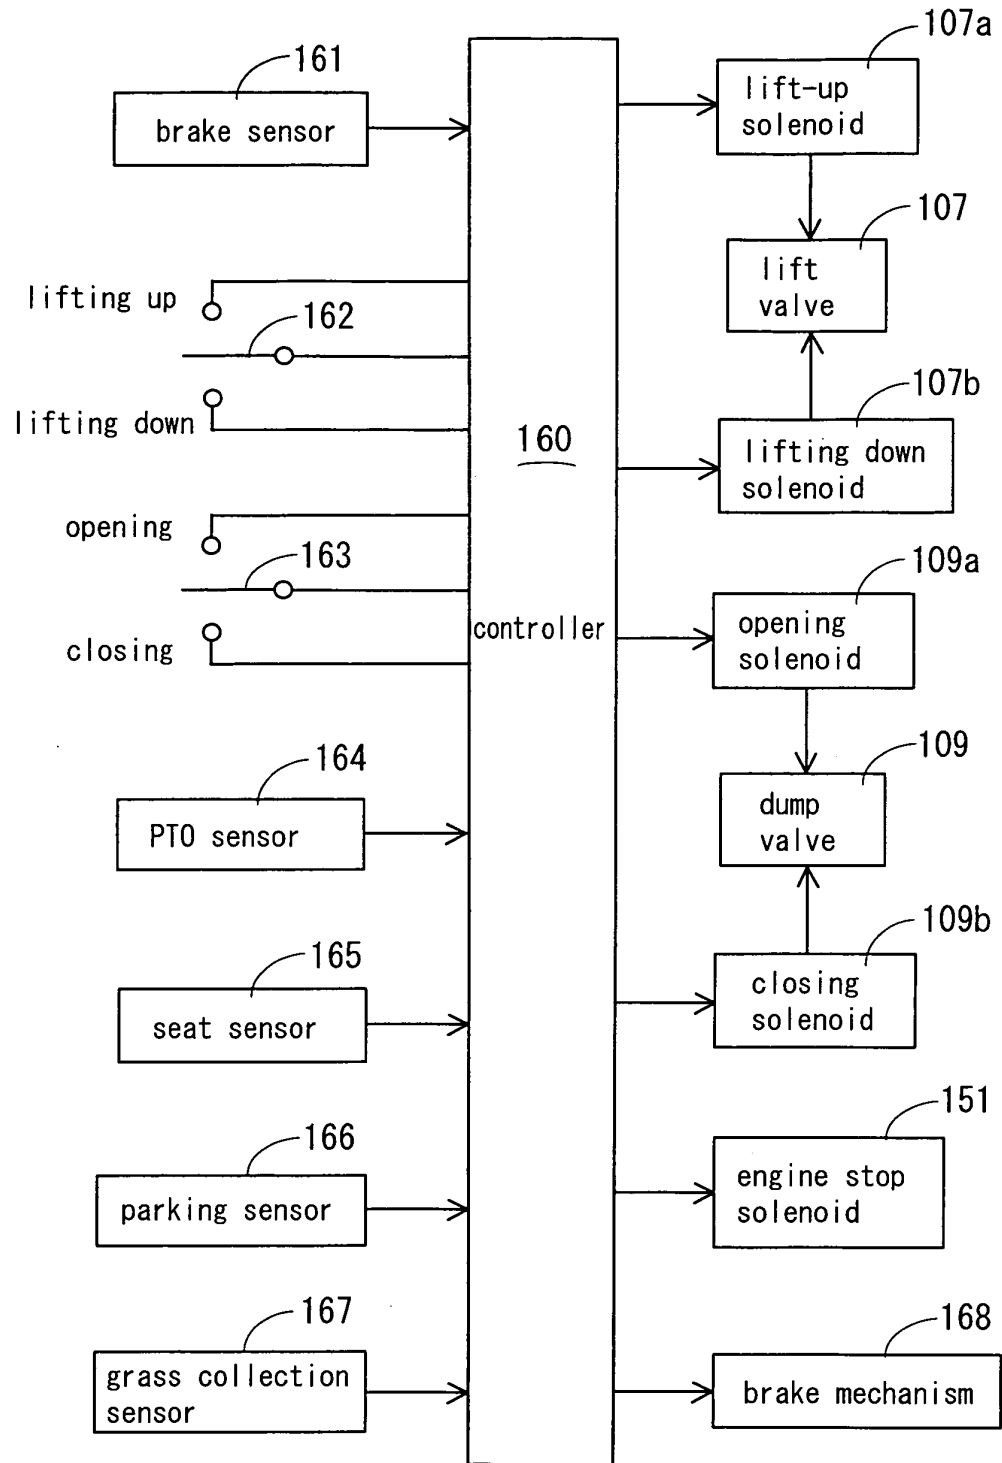 161
brake sensor
lifting up
162
lifting down
opening
163
closing
164
PTO sensor
165
seat sensor
166
parking sensor
167
grass collection
sensor
160
controller
107a
lift-up
solenoid
107
lift
valve
107b
lifting down
solenoid
109a
opening
solenoid
109
dump
valve
109b
closing
solenoid
151
engine stop
solenoid
168
brake mechanism